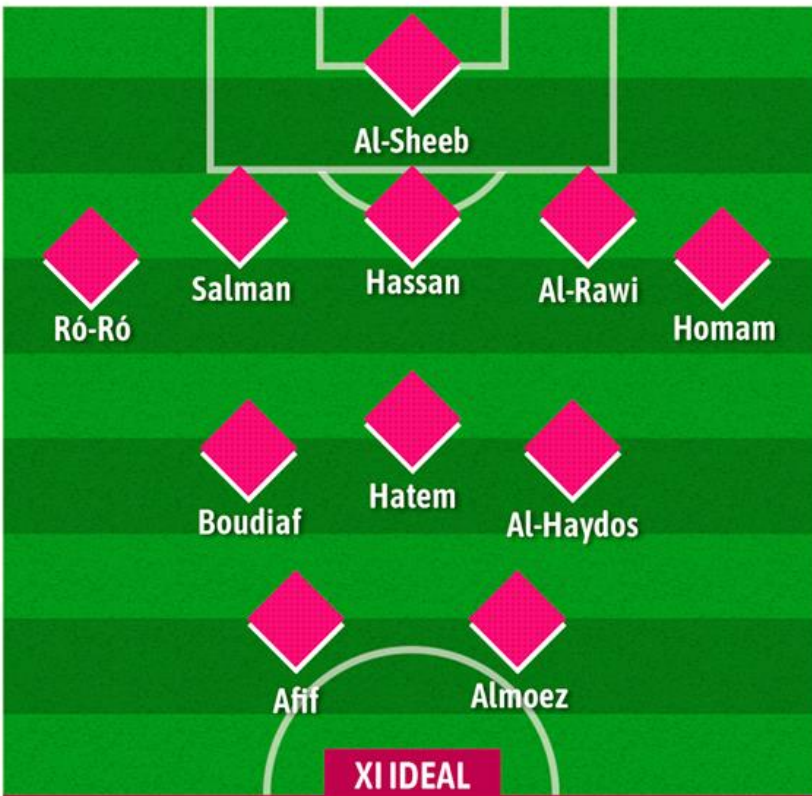 Al-Sheeb
Salman
Hassan
Al-Rawi
Ró-Ró
Homam
Boudiaf
Hatem
Al-Haydos
Afif
Almoez
XI IDEAL